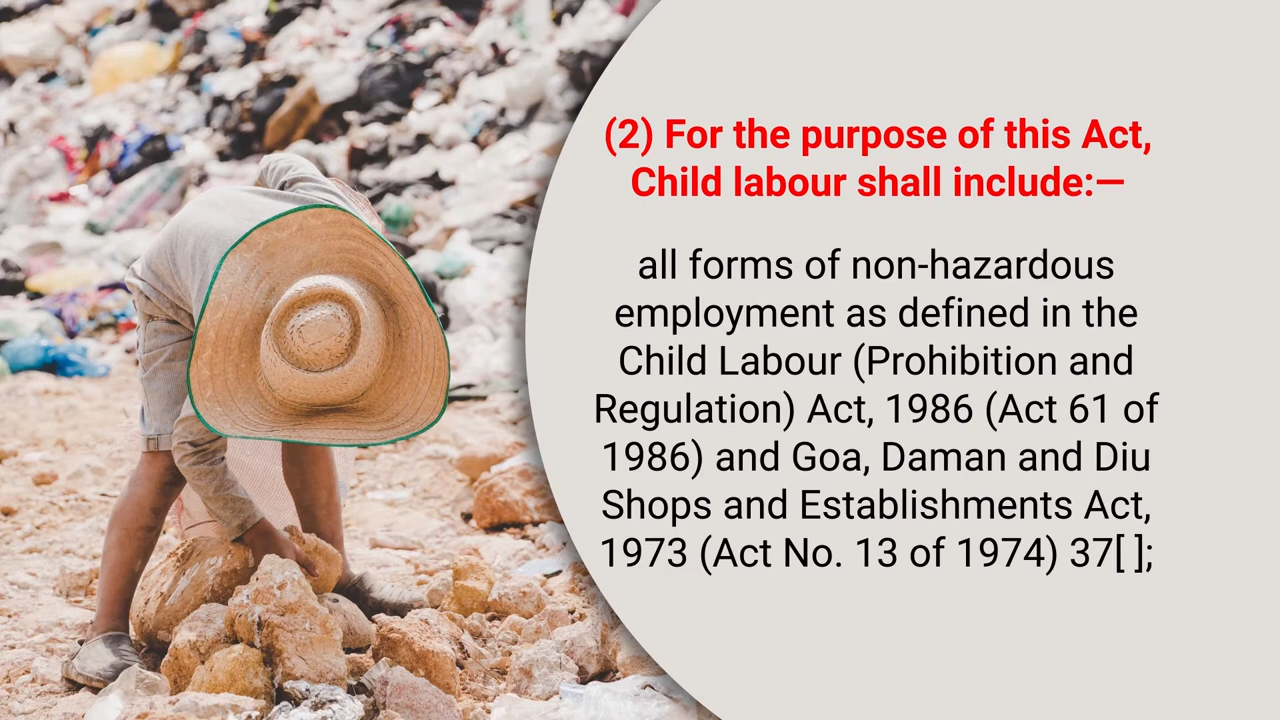 (2) For the purpose of this Act,
Child labour shall include:—
all forms of non-hazardous
employment as defined in the
Child Labour (Prohibition and
Regulation) Act, 1986 (Act 61 of
1986) and Goa, Daman and Diu
Shops and Establishments Act,
1973 (Act No. 13 of 1974) 37[ ];